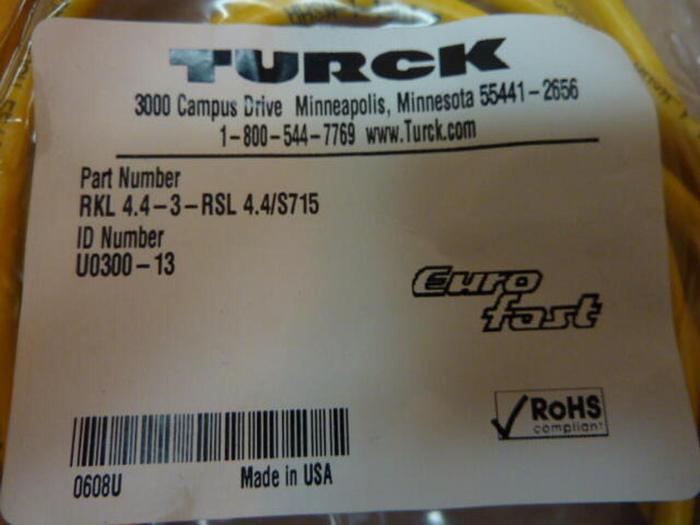 TURCK
3000 Campus Drive Minneapolis, Minnesota 55441-2656
1-800-544-7769 www.Turck.com
Part Number
RKL 4.4-3-RSL 4.4/S715
ID Number
U0300-13
Euro
fast
RoHS
compliant
0608U
Made in USA